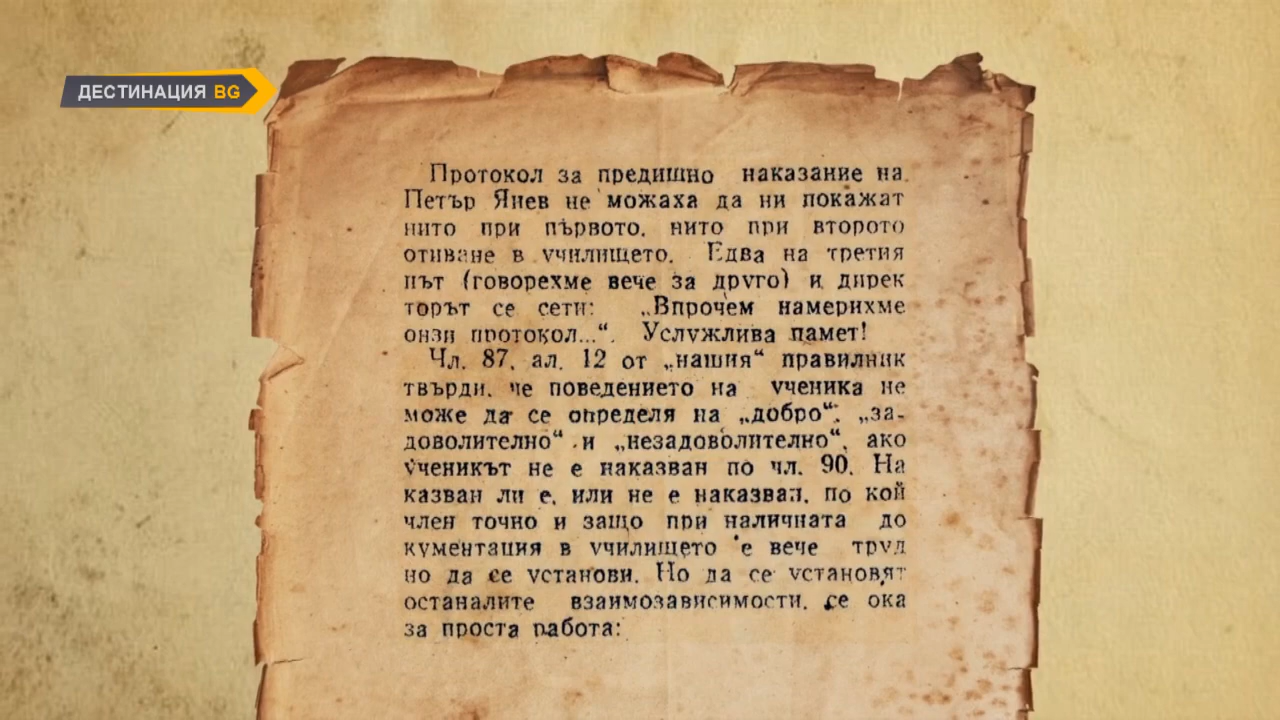 ДЕСТИНАЦИЯ BG
Протокол за предишно наказание на
Петър Янев не можаха да ни покажат
нито при първото, нито при второто
отиване в училището. Едва на третия
път (говорехме вече за друго) и дирек
торът се сети: „Впрочем намерихме
онзи протокол...“. Услужлива памет!
Чл. 87, ал. 12 от „нашия“ правилник
твърди, че поведението на ученика не
може да се определя на „добро“, „за-
доволително“ и „незадоволително“, ако
ученикът не е наказван по чл. 90. На
казван ли е, или не е наказван, по кой
член точно и защо при наличната до
кументация в училището е вече труд
но да се установи. Но да се установят
останалите взаимозависимости, се ока
за проста работа: